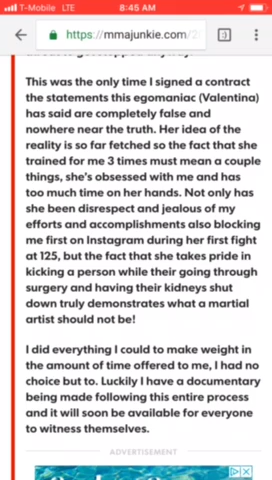 T-Mobile LTE 8:45 AM
https://mmajunkie.com/2
This was the only time I signed a contract
the statements this egomaniac (Valentina)
has said are completely false and
nowhere near the truth. Her idea of the
reality is so far fetched so the fact that she
trained for me 3 times must mean a couple
things, she's obsessed with me and has
too much time on her hands. Not only has
she been disrespect and jealous of my
efforts and accomplishments also blocking
me first on Instagram during her first fight
at 125, but the fact that she takes pride in
kicking a person while their going through
surgery and having their kidneys shut
down truly demonstrates what a martial
artist should not be!
I did everything I could to make weight in
the amount of time offered to me, I had no
choice but to. Luckily I have a documentary
being made following this entire process
and it will soon be available for everyone
to witness themselves.
ADVERTISEMENT